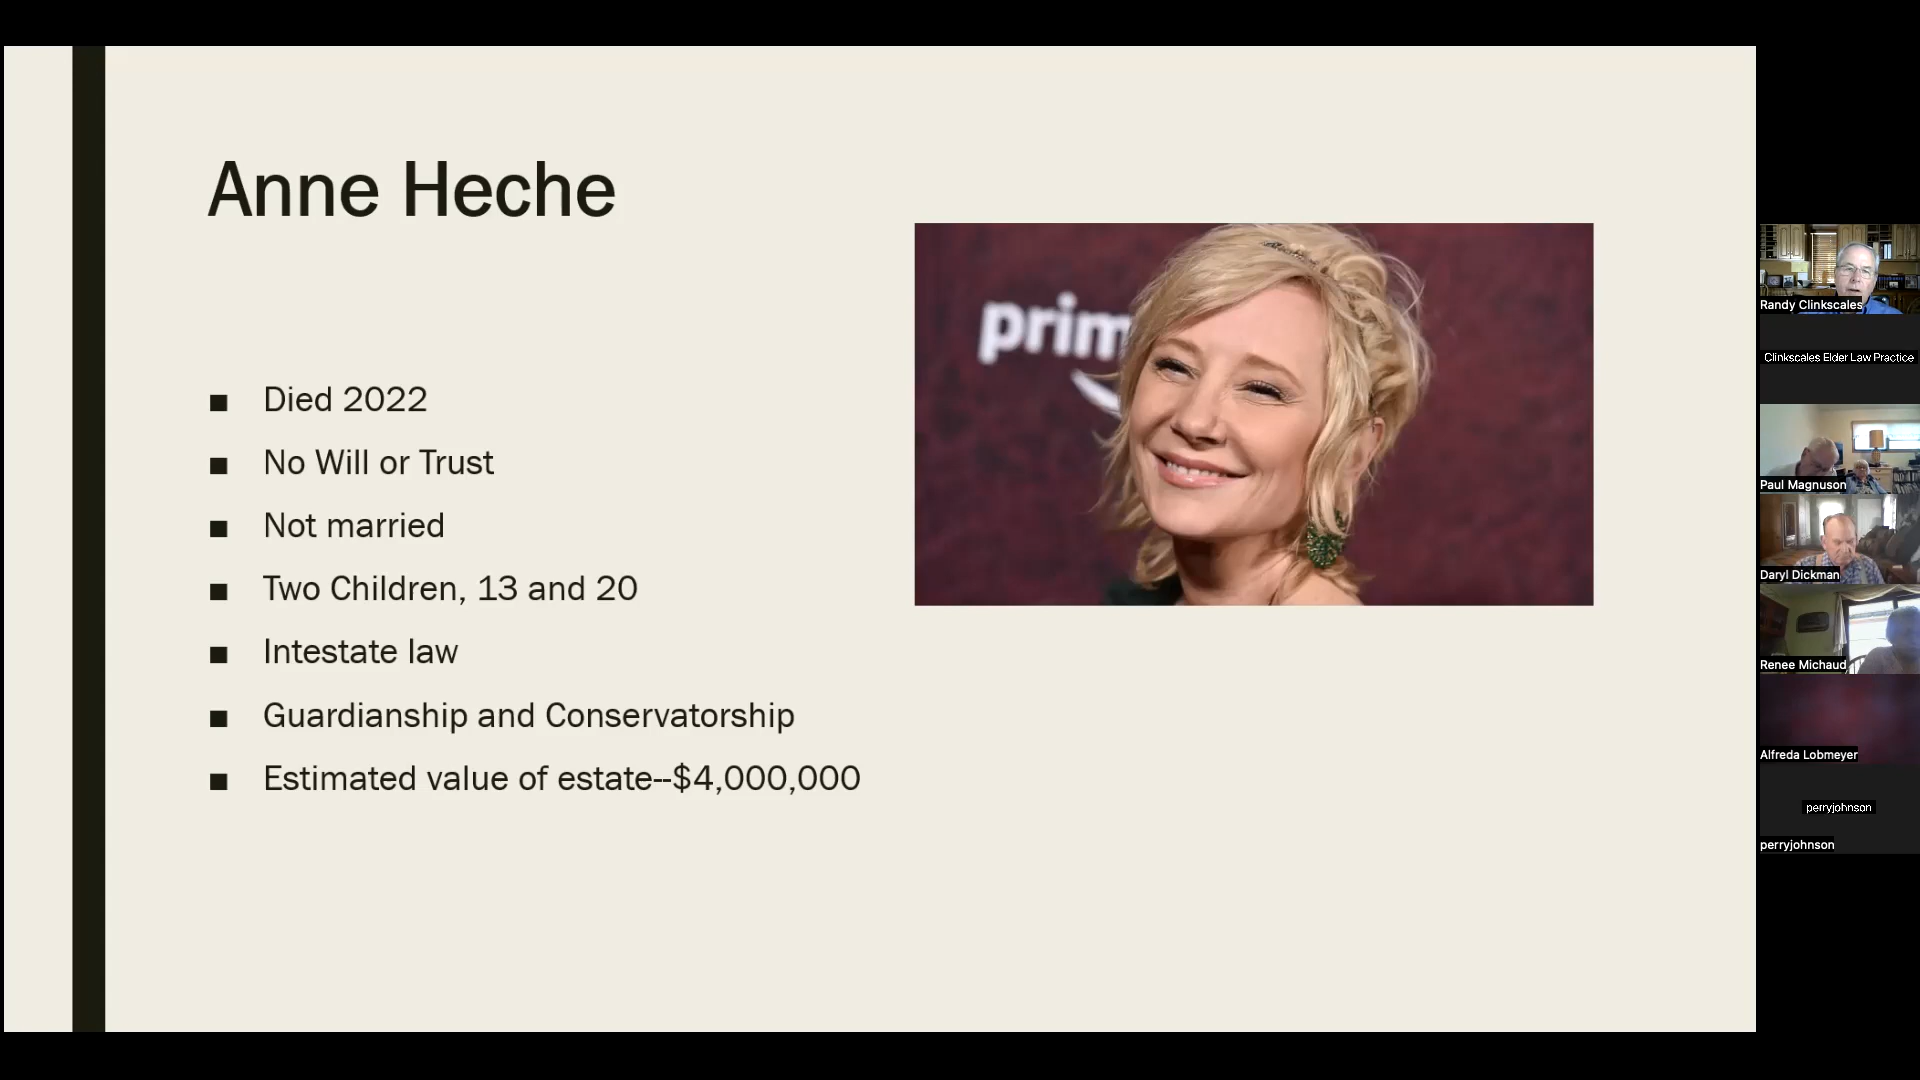 Anne Heche
prim
■ Died 2022
■ No Will or Trust
■ Not married
■ Two Children, 13 and 20
■ Intestate law
■ Guardianship and Conservatorship
■ Estimated value of estate--$4,000,000
Randy Clinkscales
Clinkscales Elder Law Practice
Paul Magnuson
Daryl Dickman
Renee Michaud
Alfreda Lobmeyer
perryjohnson
perryjohnson